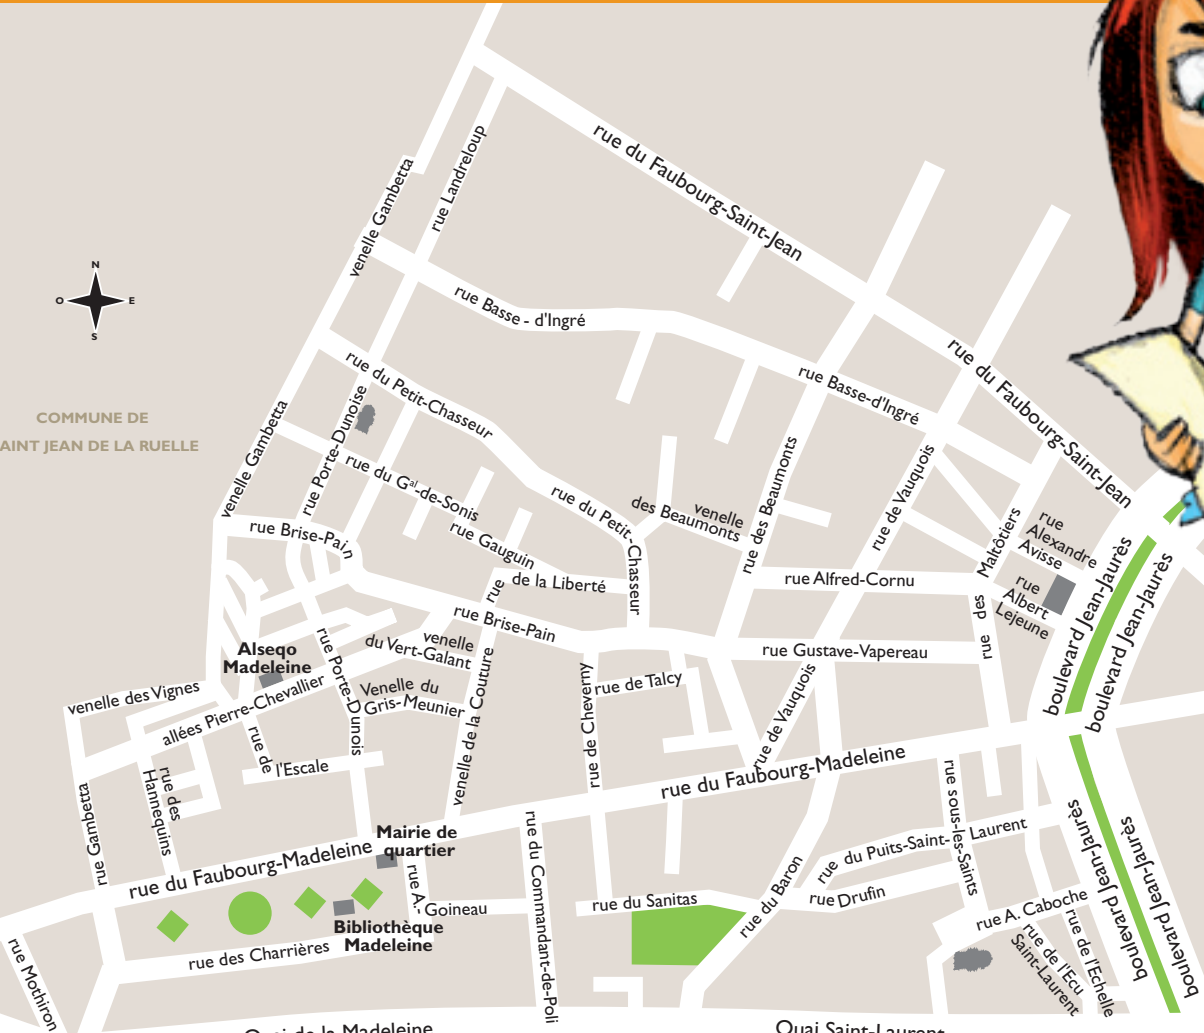 rue du Faubourg-Saint-Jean
rue Landreloup
venelle Gambetta
N
O
E
S
rue Basse - d'Ingré
rue du Faubourg-Saint-Jean
rue du Petit-Chasseur
rue Basse-d'Ingré
COMMUNE DE
AINT JEAN DE LA RUELLE
venelle Gambetta
rue Porte-Dunoise
rue du Gal-de-Sonis
rue des Beaumonts
rue de Vauquois
rue du Petit-Chasseur
venelle
des Beaumonts
rue Gauguin
rue Brise-Pain
rue
Alexandre
Avisse
rue des Maltôtiers
rue
Albert
Lejeune
boulevard Jean-Jaurès
boulevard Jean-Jaurès
rue de la Liberté
rue Alfred-Cornu
rue Brise-Pain
rue Gustave-Vapereau
venelle
du Vert-Galant
Alseqo
Madeleine
rue Porte-Dunois
Venelle du
Gris-Meunier
venelle des Vignes
allées Pierre-Chevallier
rue de Talcy
rue de Cheverny
venelle de la Couture
rue de Vauquois
rue de l'Escale
rue des
Hannequins
rue Gambetta
rue du Faubourg-Madeleine
rue sous-les-Saints
boulevard Jean-Jaurès
boulevard Jean-Jaurès
rue du Puits-Saint-Laurent
Mairie de
quartier
rue du Faubourg-Madeleine
rue A.-Goineau
rue du Commandant-de-Poli
rue du Sanitas
rue du Baron
rue Drufin
rue A. Caboche
Bibliothèque
Madeleine
rue des Charrières
rue Mothiron
rue de l'Ecu
Saint-Laurent
rue de l'Echelle
Quai de la Madeleine
Quai Saint-Laurent